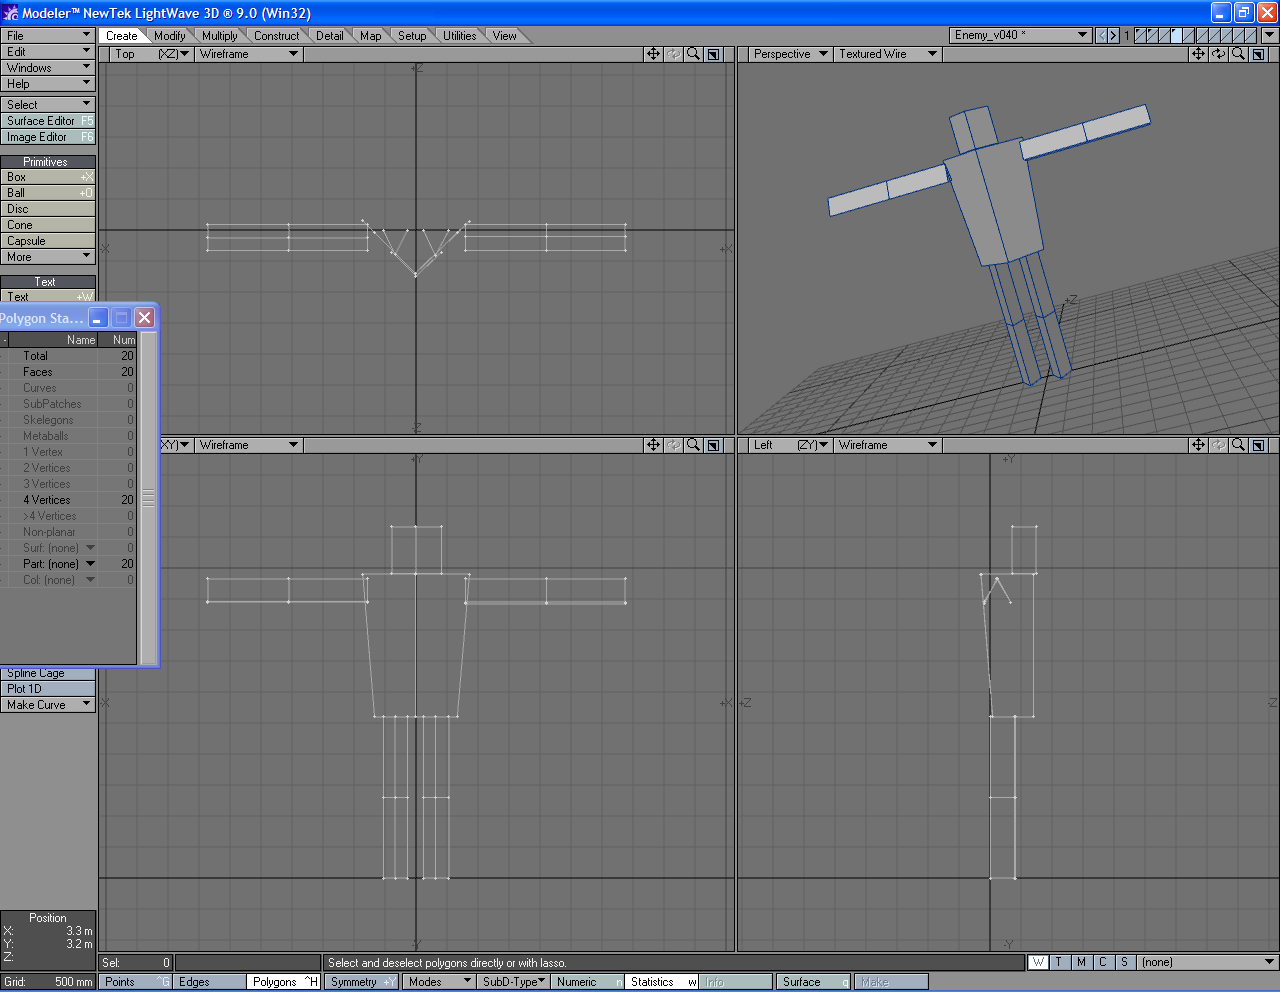 Modeler™ NewTek LightWave 3D ® 9.0 (Win32)
File
Edit
Windows
Help
Create Modify Multiply Construct Detail Map Setup Utilities View
Enemy_v040 *
1
Top (XZ) Wireframe
Perspective Textured Wire
Select
Surface Editor F5
Image Editor F6
Primitives
Box +X
Ball +O
Disc
Cone
Capsule
More
Text
Text +W
Polygon Sta...
- Name Num
Total 20
Faces 20
Curves 0
SubPatches 0
Skelegons 0
Metaballs 0
1 Vertex 0
2 Vertices 0
3 Vertices 0
4 Vertices 20
>4 Vertices 0
Non-planar 0
Surf: (none) 0
Part: (none) 20
Col: (none) 0
Spline Cage
Plot 1D
Make Curve
+Z
-X
+X
-Z
+Z
XY) Wireframe
Left (ZY) Wireframe
+Y
-X
+X
-Y
+Y
+Z
-Z
-Y
Position
X: 3.3 m
Y: 3.2 m
Z:
Grid: 500 mm
Sel: 0
Select and deselect polygons directly or with lasso.
W T M C S (none)
Points ^G Edges Polygons ^H Symmetry +Y Modes SubD-Type Numeric n Statistics w Info Surface q Make